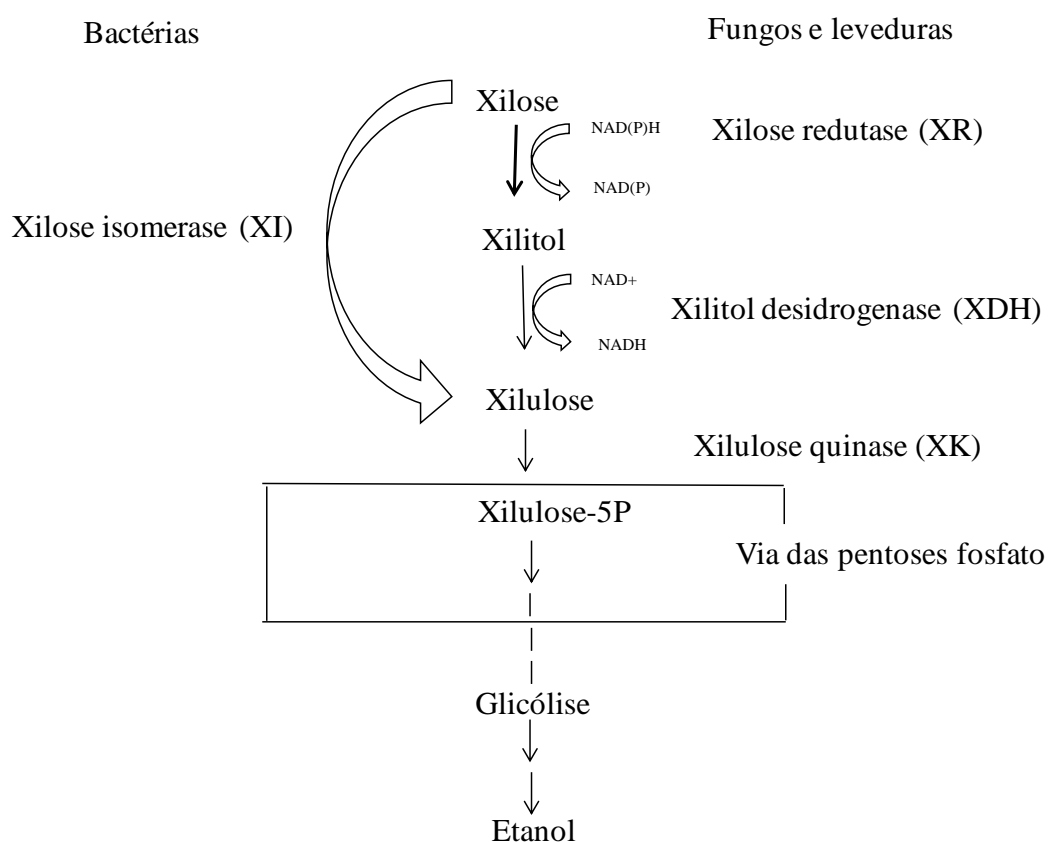 Bactérias
Fungos e leveduras
Xilose
NAD(P)H
Xilose redutase (XR)
NAD(P)
Xilose isomerase (XI)
Xilitol
NAD+
Xilitol desidrogenase (XDH)
NADH
Xilulose
Xilulose quinase (XK)
Xilulose-5P
Via das pentoses fosfato
Glicólise
Etanol